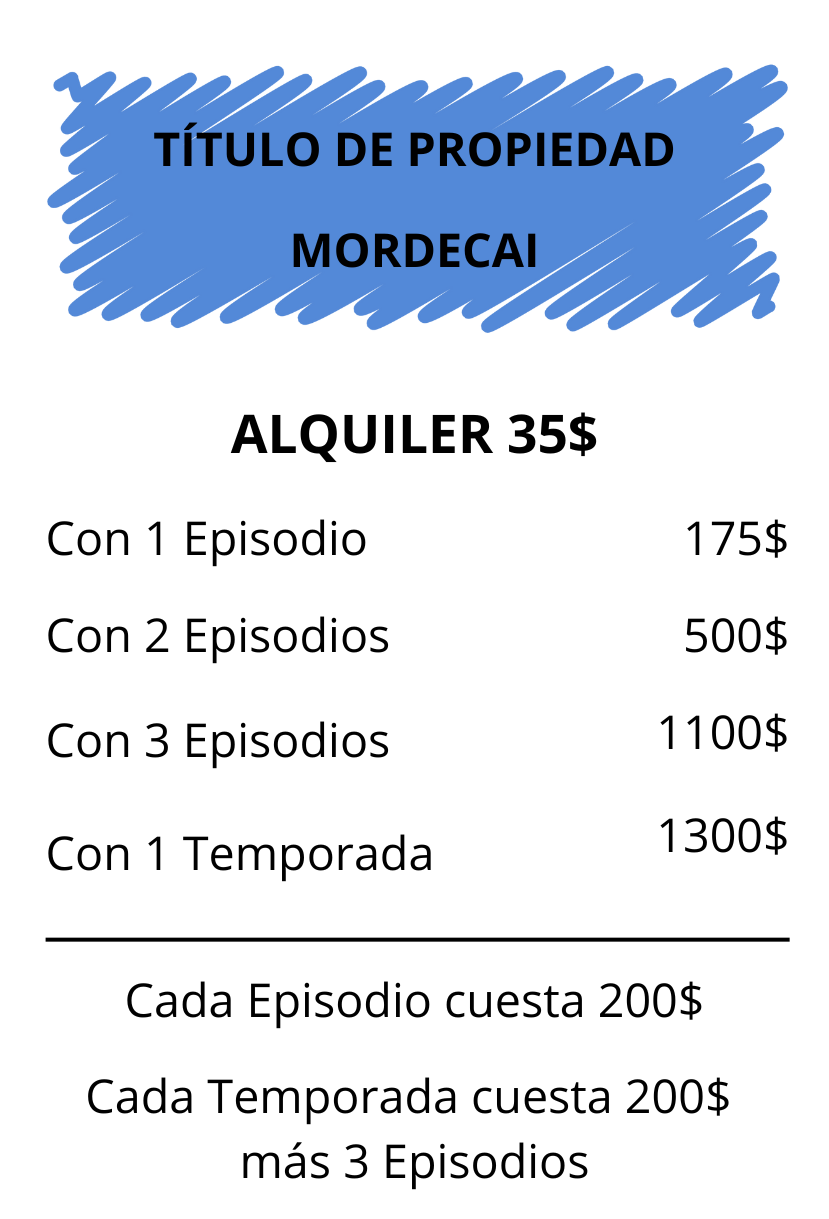 TÍTULO DE PROPIEDAD
MORDECAI
ALQUILER 35$
Con 1 Episodio 175$
Con 2 Episodios 500$
Con 3 Episodios 1100$
Con 1 Temporada 1300$
Cada Episodio cuesta 200$
Cada Temporada cuesta 200$
más 3 Episodios